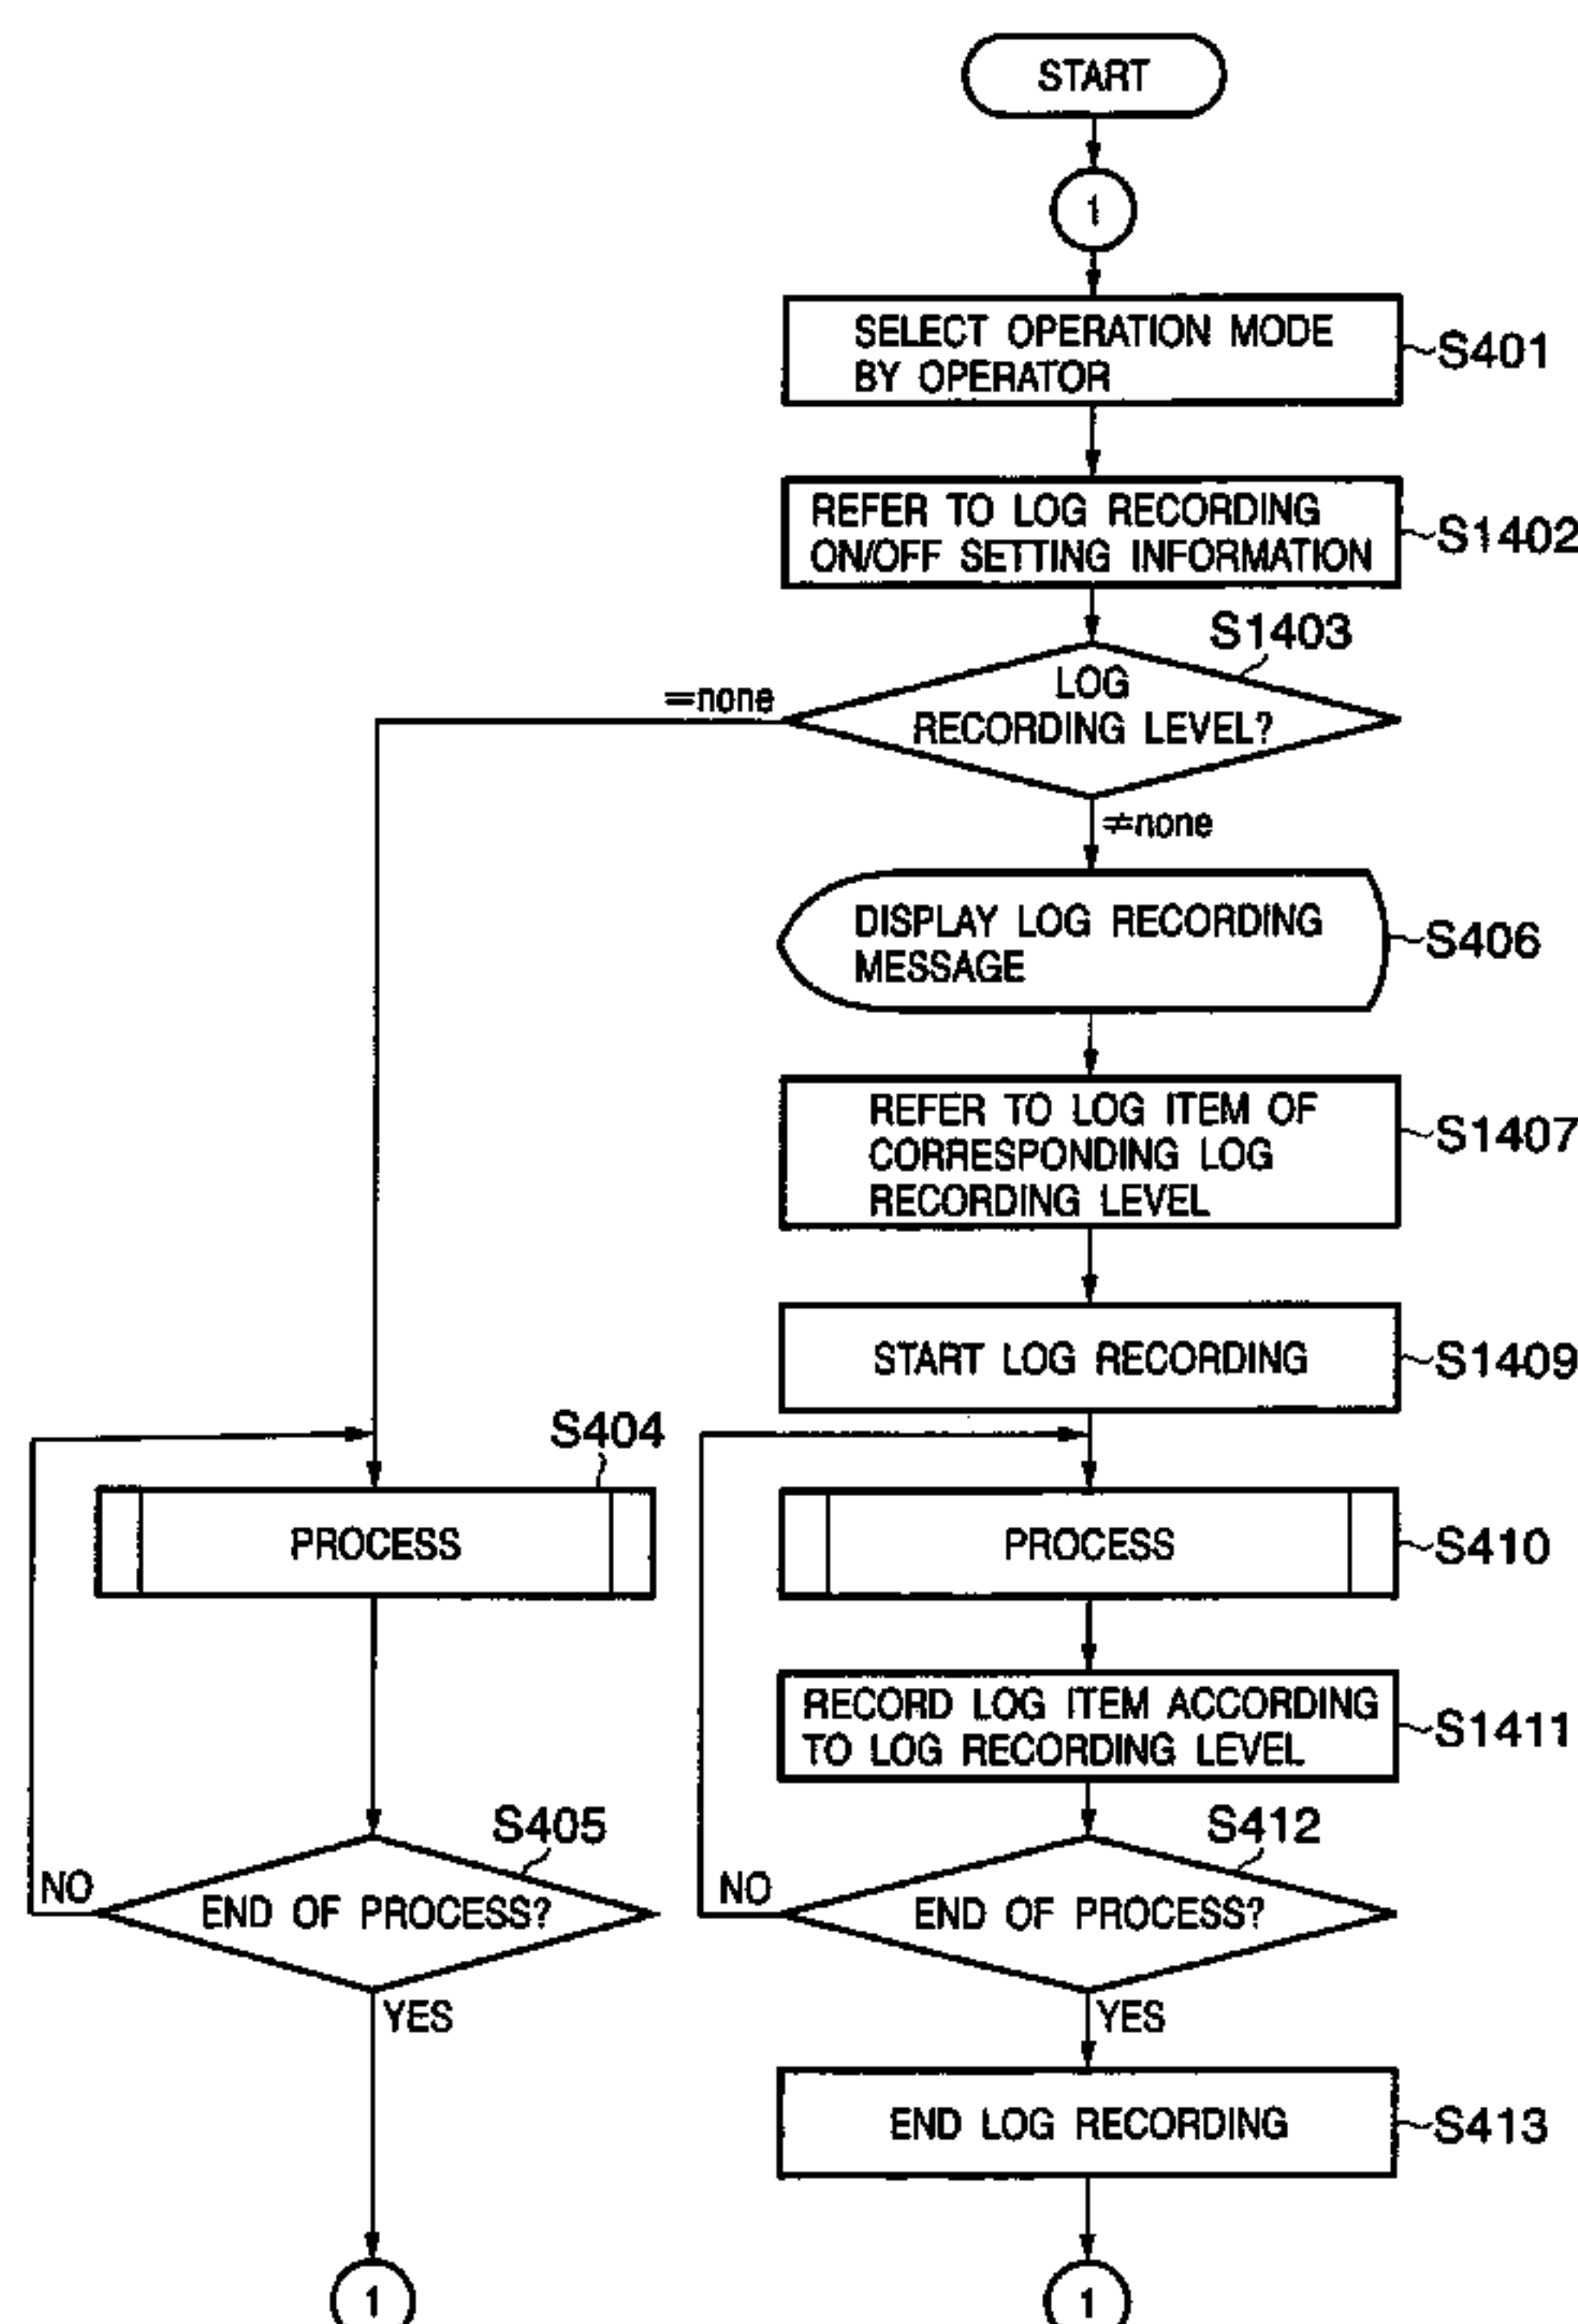 START
1
SELECT OPERATION MODE
BY OPERATOR
S401
REFER TO LOG RECORDING
ON/OFF SETTING INFORMATION
S1402
S1403
LOG
RECORDING LEVEL?
=none
≠none
DISPLAY LOG RECORDING
MESSAGE
S406
REFER TO LOG ITEM OF
CORRESPONDING LOG
RECORDING LEVEL
S1407
START LOG RECORDING
S1409
S404
PROCESS
PROCESS
S410
RECORD LOG ITEM ACCORDING
TO LOG RECORDING LEVEL
S1411
S405
S412
NO
END OF PROCESS?
NO
END OF PROCESS?
YES
YES
END LOG RECORDING
S413
1
1